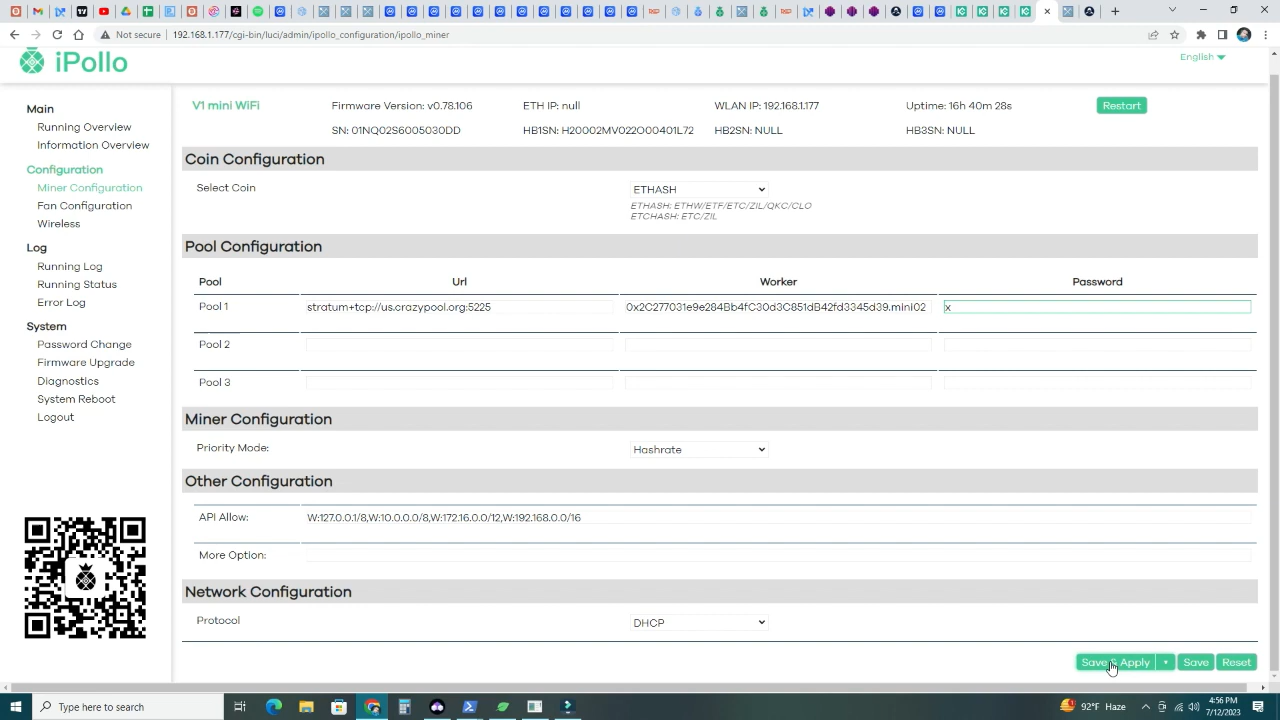 Not secure
192.168.1.177/cgi-bin/luci/admin/ipollo_configuration/ipollo_miner
iPollo
English
Main
Running Overview
Information Overview
Configuration
Miner Configuration
Fan Configuration
Wireless
Log
Running Log
Running Status
Error Log
System
Password Change
Firmware Upgrade
Diagnostics
System Reboot
Logout
V1 mini WiFi
Firmware Version: v0.78.106
ETH IP: null
WLAN IP: 192.168.1.177
Uptime: 16h 40m 28s
Restart
SN: 01NQ02S6005030DD
HB1SN: H20002MV022O00401L72
HB2SN: NULL
HB3SN: NULL
Coin Configuration
Select Coin
ETHASH
ETHASH: ETHW/ETF/ETC/ZIL/QKC/CLO
ETCHASH: ETC/ZIL
Pool Configuration
Pool Url Worker Password
Pool 1 stratum+tcp://us.crazypool.org:5225 0x2C277031e9e284Bb4fC30d3C851dB42fd3345d39.mini02 x
Pool 2
Pool 3
Miner Configuration
Priority Mode:
Hashrate
Other Configuration
API Allow: W:127.0.0.1/8,W:10.0.0.0/8,W:172.16.0.0/12,W:192.168.0.0/16
More Option:
Network Configuration
Protocol
DHCP
Save & Apply
Save
Reset
Type here to search
92°F Haze
4:56 PM
7/12/2023